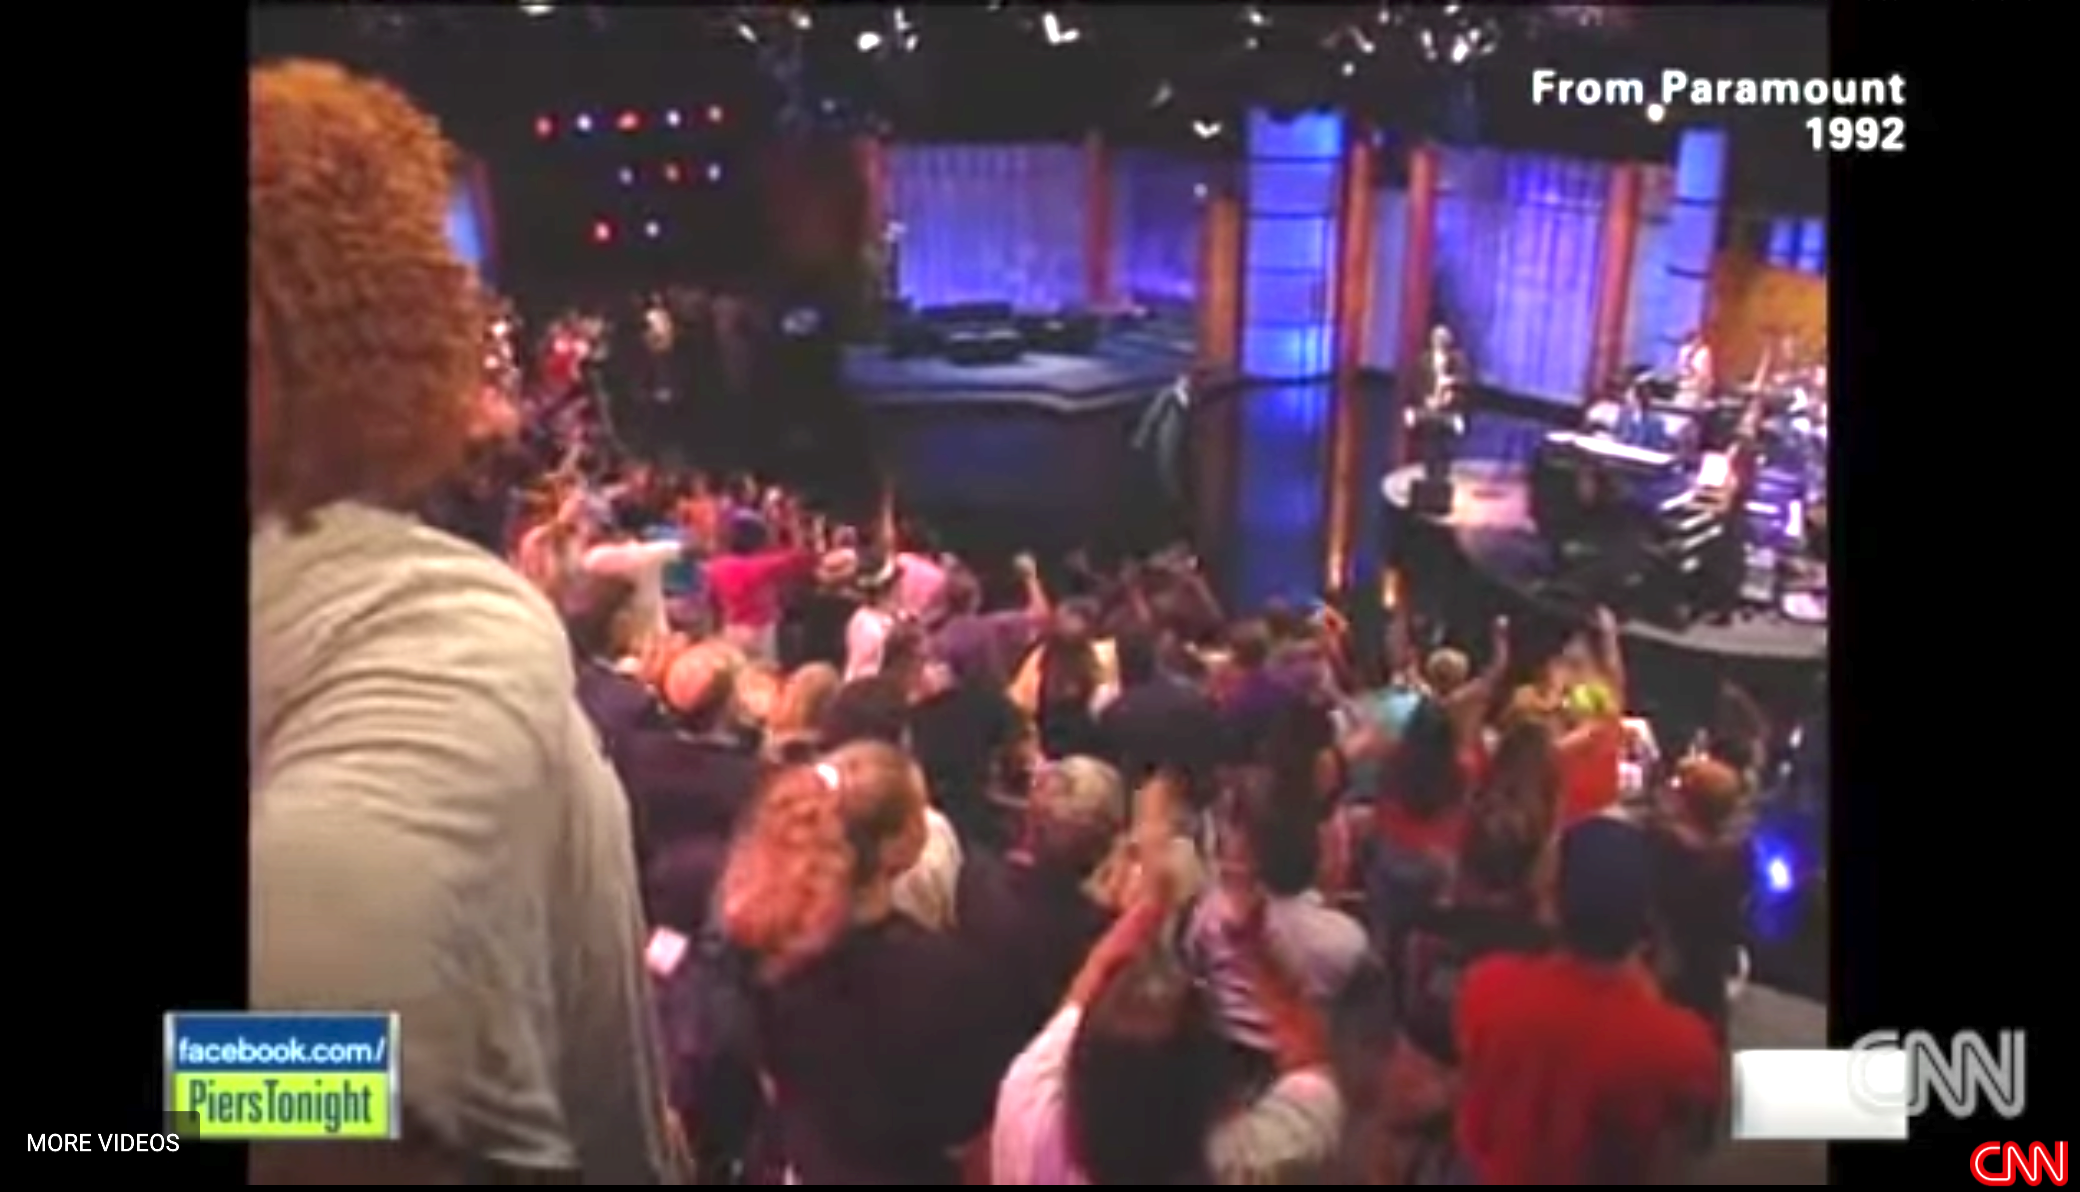 From Paramount
1992
facebook.com/
PiersTonight
MORE VIDEOS
CNN
CNN